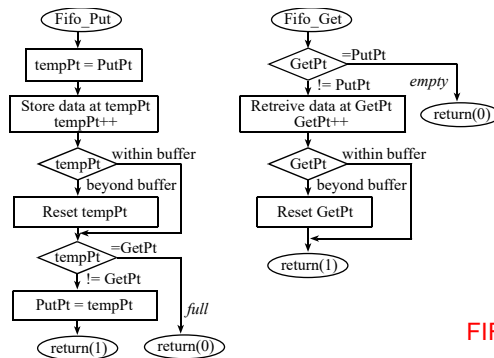 Fifo_Put
tempPt = PutPt
Store data at tempPt
tempPt++
tempPt
within buffer
beyond buffer
Reset tempPt
tempPt
=GetPt
!= GetPt
PutPt = tempPt
full
return(1)
return(0)
Fifo_Get
GetPt
=PutPt
!= PutPt
empty
return(0)
Retreive data at GetPt
GetPt++
GetPt
within buffer
beyond buffer
Reset GetPt
return(1)
FIF